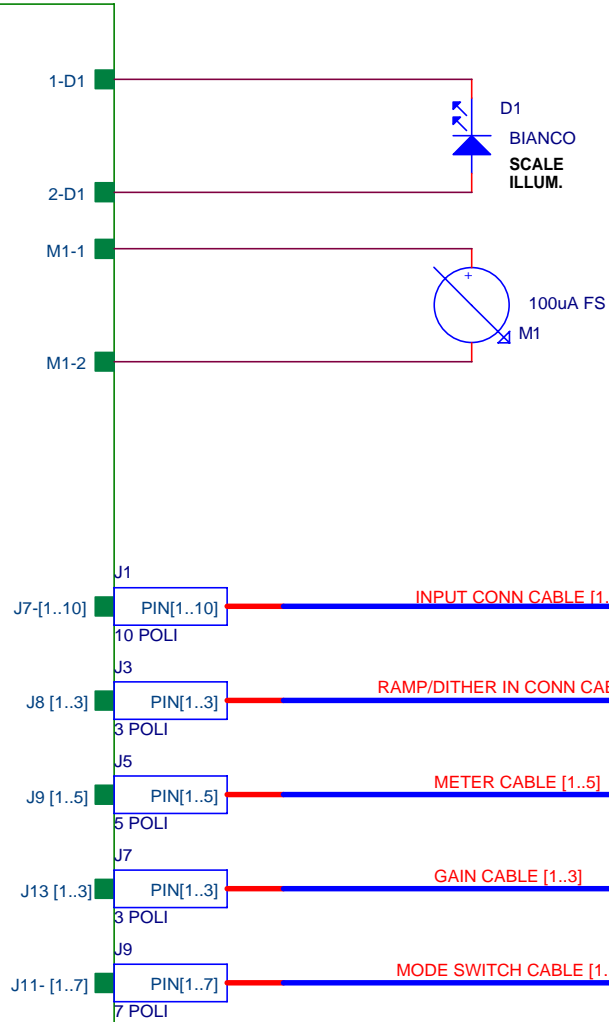 1-D1
D1
BIANCO
SCALE
ILLUM.
2-D1
M1-1
+
100uA FS
M1
M1-2
J1
J7-[1..10]
PIN[1..10]
INPUT CONN CABLE [1.
10 POLI
J3
J8 [1..3]
PIN[1..3]
RAMP/DITHER IN CONN CAB
3 POLI
J5
J9 [1..5]
PIN[1..5]
METER CABLE [1..5]
5 POLI
J7
J13 [1..3]
PIN[1..3]
GAIN CABLE [1..3]
3 POLI
J9
J11- [1..7]
PIN[1..7]
MODE SWITCH CABLE [1..
7 POLI